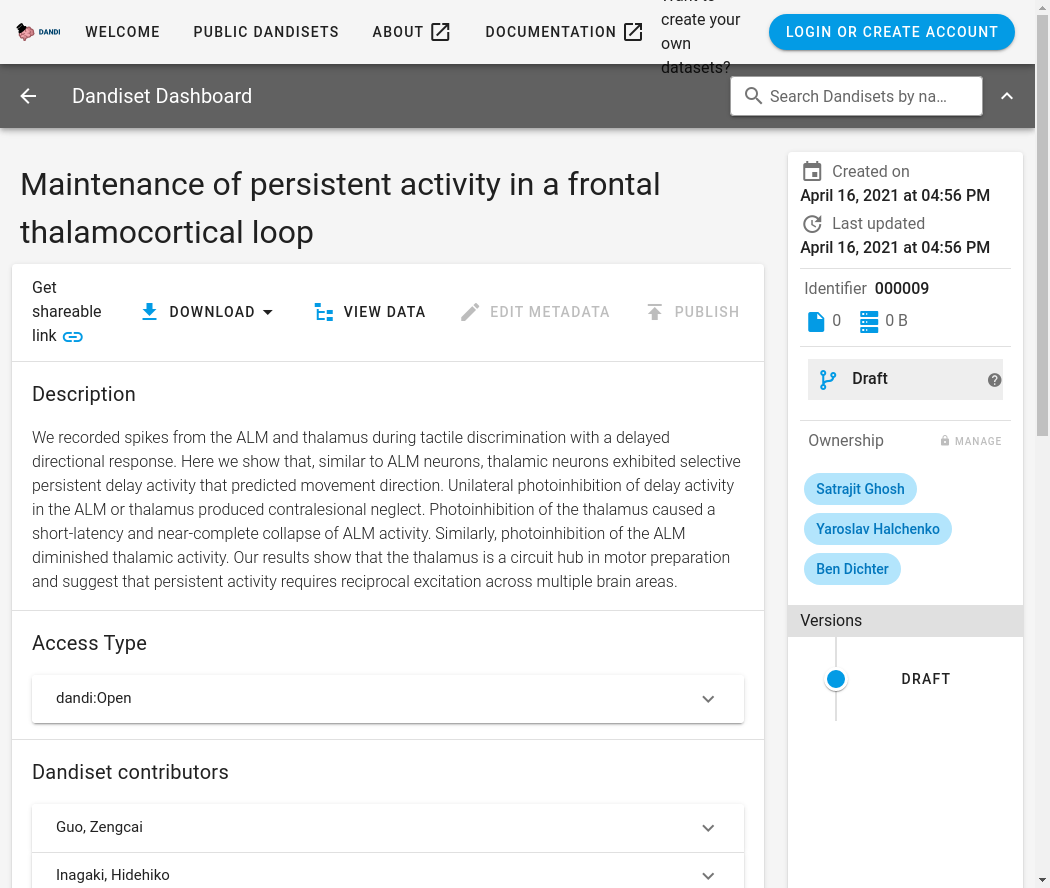 DANDI
WELCOME
PUBLIC DANDISETS
ABOUT
DOCUMENTATION
create your
own
datasets?
LOGIN OR CREATE ACCOUNT
Dandiset Dashboard
Search Dandisets by na...
Maintenance of persistent activity in a frontal
thalamocortical loop
Get
shareable
link
DOWNLOAD
VIEW DATA
EDIT METADATA
PUBLISH
Description
We recorded spikes from the ALM and thalamus during tactile discrimination with a delayed
directional response. Here we show that, similar to ALM neurons, thalamic neurons exhibited selective
persistent delay activity that predicted movement direction. Unilateral photoinhibition of delay activity
in the ALM or thalamus produced contralesional neglect. Photoinhibition of the thalamus caused a
short-latency and near-complete collapse of ALM activity. Similarly, photoinhibition of the ALM
diminished thalamic activity. Our results show that the thalamus is a circuit hub in motor preparation
and suggest that persistent activity requires reciprocal excitation across multiple brain areas.
Access Type
dandi:Open
Dandiset contributors
Guo, Zengcai
Inagaki, Hidehiko
Created on
April 16, 2021 at 04:56 PM
Last updated
April 16, 2021 at 04:56 PM
Identifier 000009
0
0 B
Draft
Ownership
MANAGE
Satrajit Ghosh
Yaroslav Halchenko
Ben Dichter
Versions
DRAFT